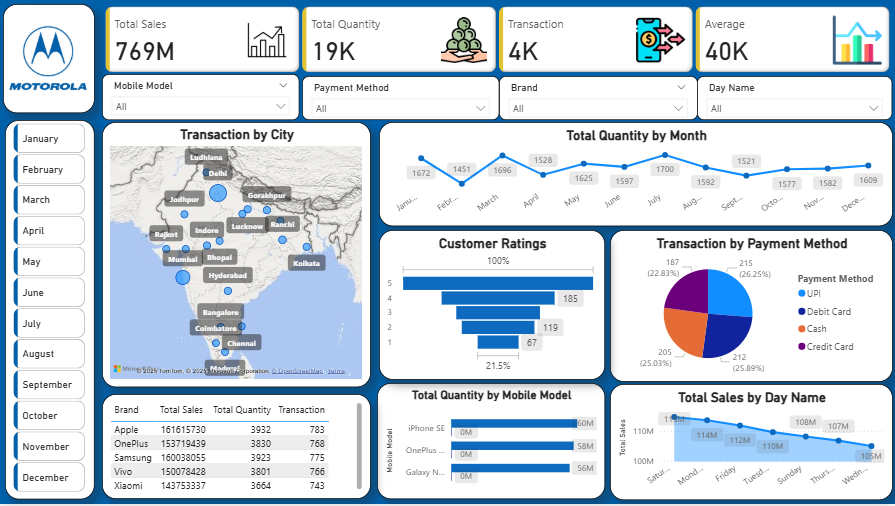 MOTOROLA
Total Sales
769M
Total Quantity
19K
Transaction
4K
Average
40K
Mobile Model
All
Payment Method
All
Brand
All
Day Name
All
January
February
March
April
May
June
July
August
September
October
November
December
Transaction by City
Ludhiana
Delhi
Jodhpur
Gorakhpur
Lucknow
Ranchi
Rajkot
Indore
Mumbai
Bhopal
Kolkata
Hyderabad
Bangalore
Coimbatore
Chennai
© 2025 TomTom, © 2025 Microsoft Corporation, © OpenStreetMap Terms
Total Quantity by Month
1672
1451
1696
1528
1625
1597
1700
1592
1521
1577
1582
1609
Janu...
Febr...
March
April
May
June
July
Aug...
Sept...
Octo...
Nov...
Dece...
Customer Ratings
100%
5
4 185
3
2 119
1 67
21.5%
Transaction by Payment Method
187
(22.83%)
215
(26.25%)
205
(25.03%)
212
(25.89%)
Payment Method
UPI
Debit Card
Cash
Credit Card
Brand Total Sales Total Quantity Transaction
Apple 161615730 3932 783
OnePlus 153719439 3830 768
Samsung 160038055 3923 775
Vivo 150078428 3801 766
Xiaomi 143753337 3664 743
Total Quantity by Mobile Model
Mobile Model
iPhone SE 60M
0M
OnePlus ... 58M
0M
Galaxy N... 56M
0M
Total Sales by Day Name
Total Sales
110M
100M
114M
112M
110M
108M
107M
105M
Satur...
Mond...
Friday
Tuesd...
Sunday
Thurs...
Wedn...